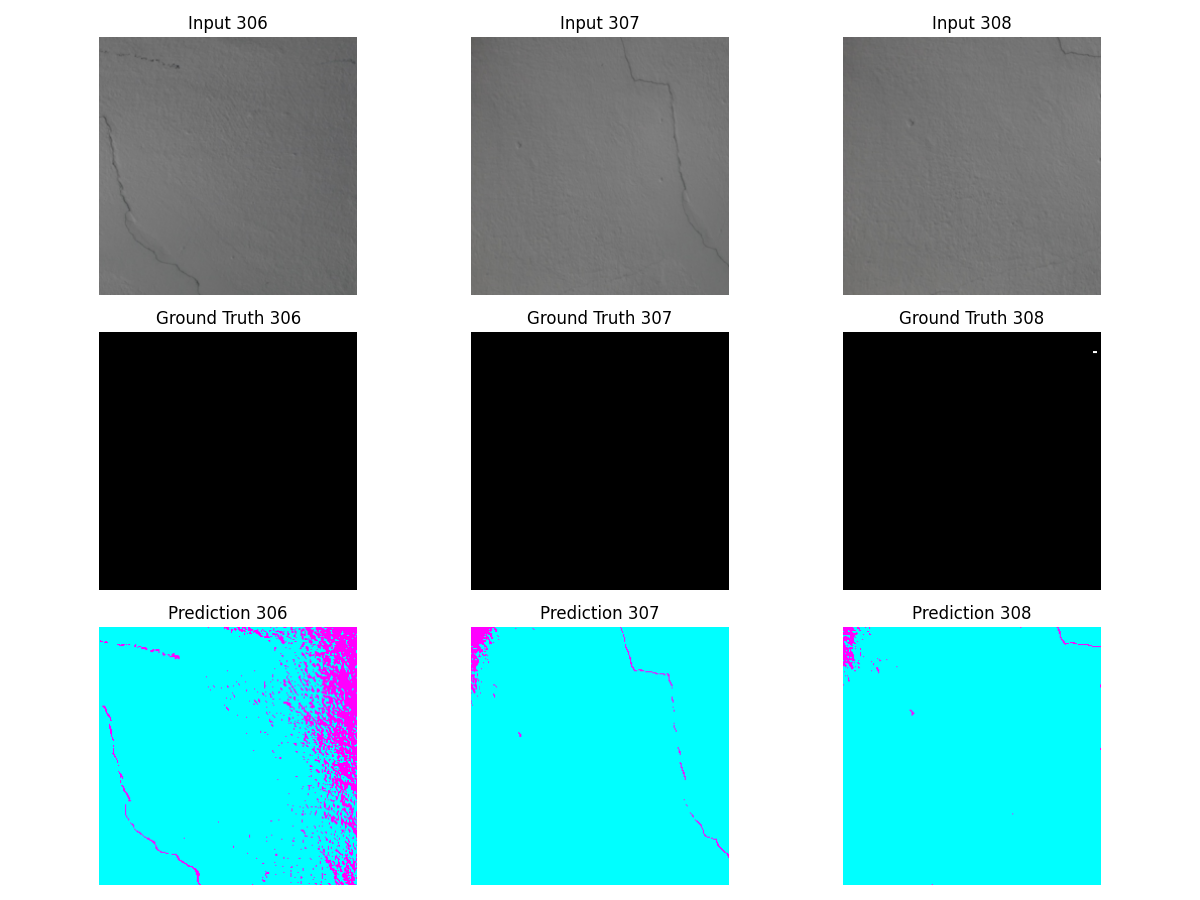 Input 306
Input 307
Input 308
Ground Truth 306
Ground Truth 307
Ground Truth 308
Prediction 306
Prediction 307
Prediction 308